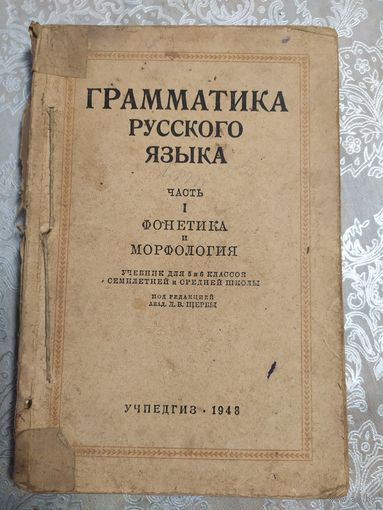 ГРАММАТИКА
РУССКОГО
ЯЗЫКА
ЧАСТЬ
I
ФОНЕТИКА
и
МОРФОЛОГИЯ
УЧЕБНИК ДЛЯ 5 и 6 КЛАССОВ
СЕМИЛЕТНЕЙ и СРЕДНЕЙ ШКОЛЫ
ПОД РЕДАКЦИЕЙ
АКАД. Л. В. ЩЕРБЫ
УЧПЕДГИЗ · 1948